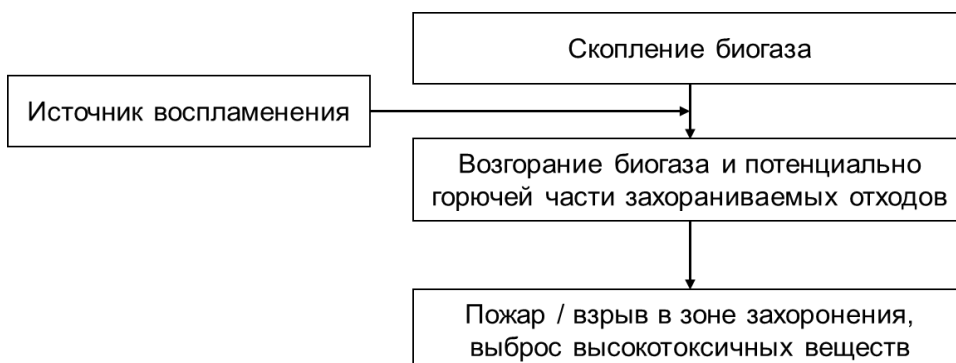 Скопление биогаза
Источник воспламенения
Возгорание биогаза и потенциально
горючей части захораниваемых отходов
Пожар / взрыв в зоне захоронения,
выброс высокотоксичных веществ